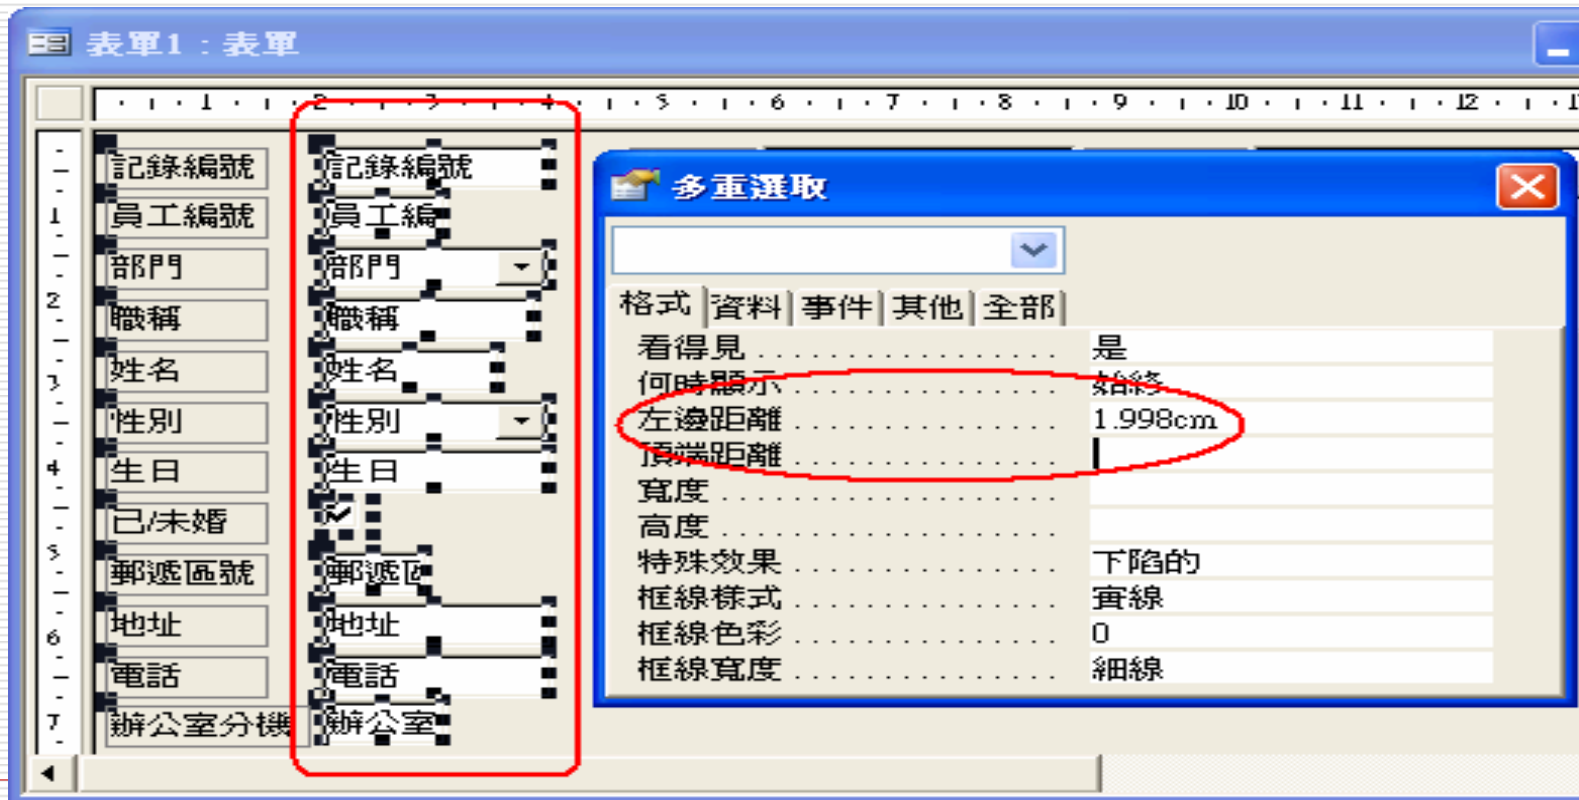 表單1 : 表單
1 2 3 4 5 6 7 8 9 10 11 12
記錄編號 記錄編號
1 員工編號 員工編
部門 部門
2 職稱 職稱
3 姓名 姓名
性別 性別
4 生日 生日
已/未婚
5 郵遞區號 郵遞區
6 地址 地址
電話 電話
7 辦公室分機 辦公室
多重選取
格式 資料 事件 其他 全部
看得見 ................. 是
何時顯示 ............... 始終
左邊距離 ............... 1.998cm
頂端距離 ...............
寬度 ...................
高度 ...................
特殊效果 ............... 下陷的
框線樣式 ............... 實線
框線色彩 ............... 0
框線寬度 ............... 細線